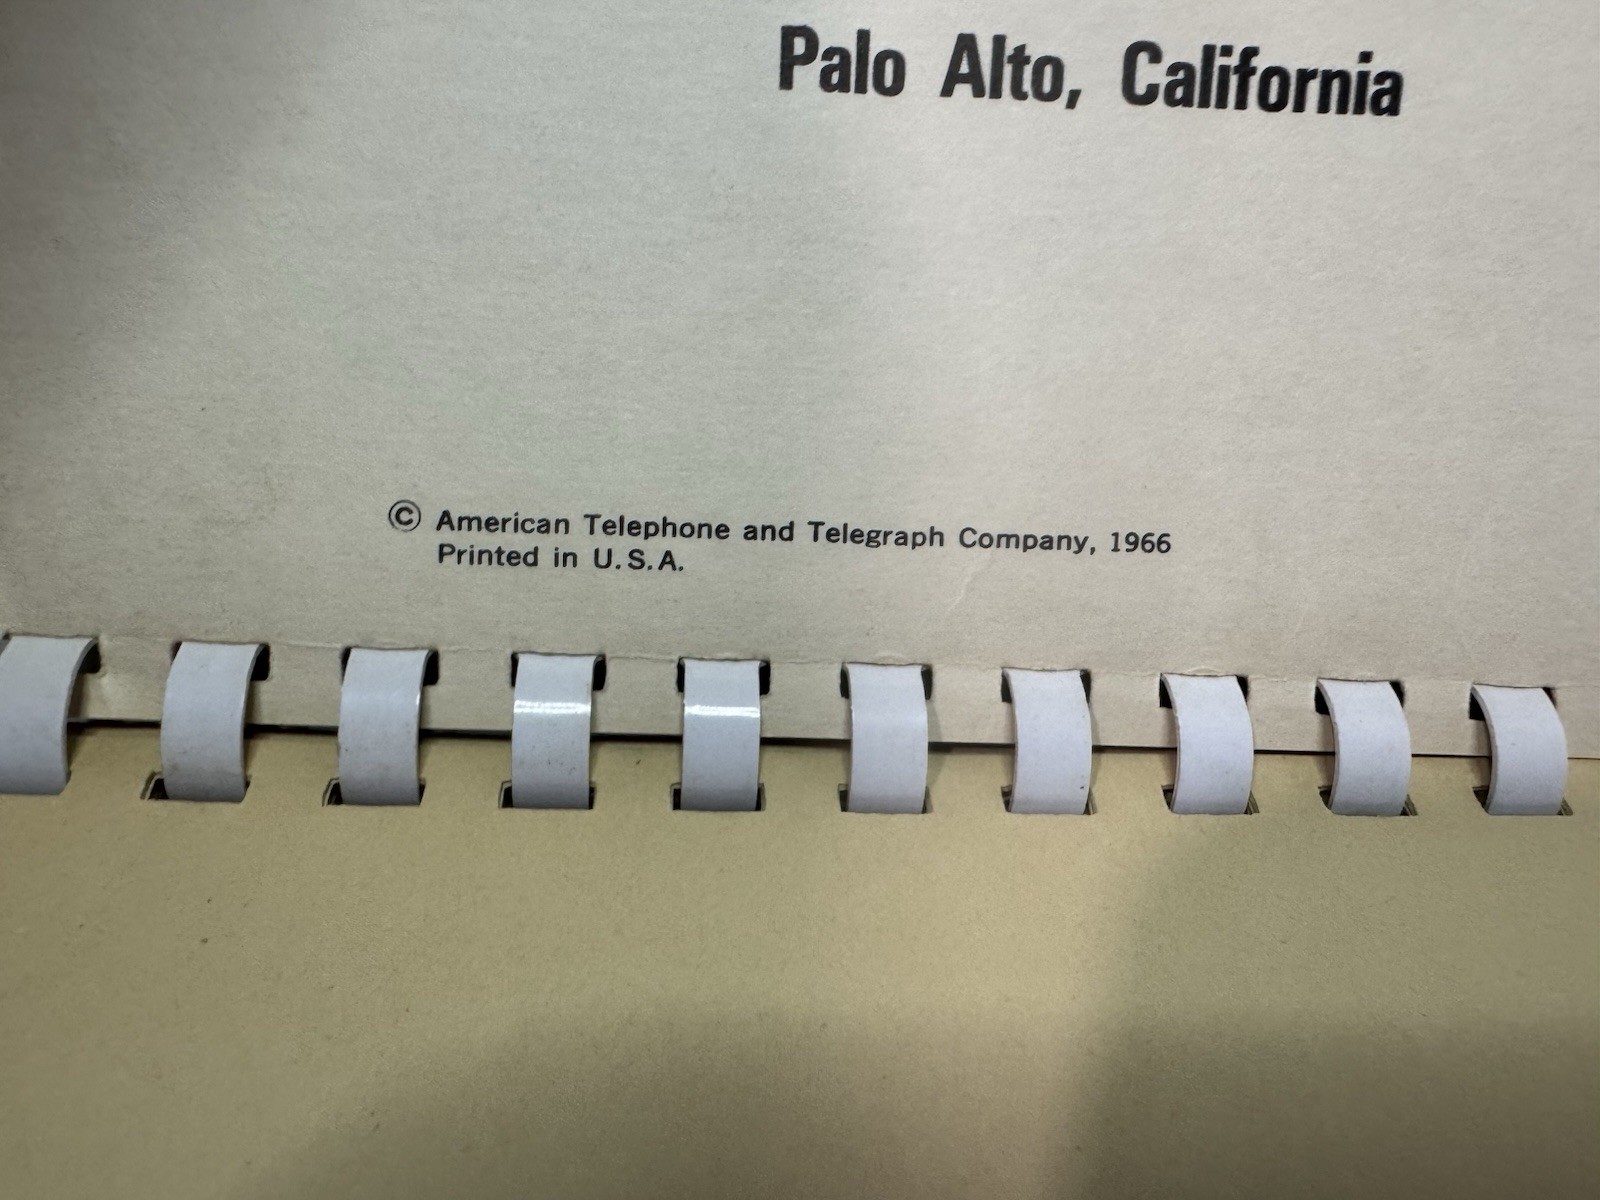 Palo Alto, California
© American Telephone and Telegraph Company, 1966
Printed in U.S.A.